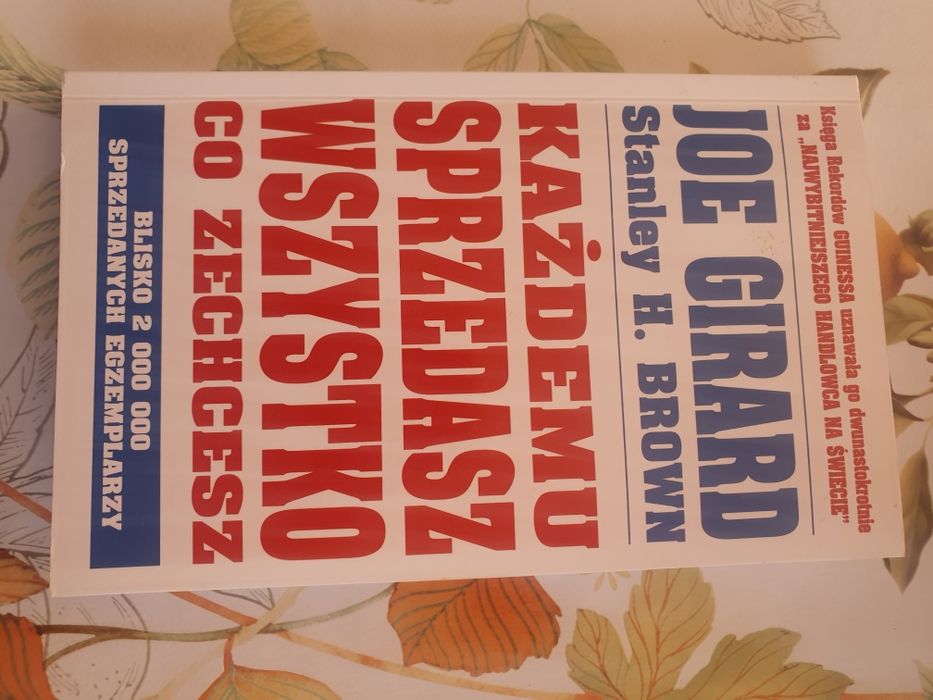 Księga Rekordów GUINESSA uznawała go dwunastokrotnie
za „NAJWYBITNIEJSZEGO HANDLOWCA NA ŚWIECIE”
JOE GIRARD
Stanley H. BROWN
KAŻDEMU
SPRZEDASZ
WSZYSTKO
CO ZECHCESZ
BLISKO 2 000 000
SPRZEDANYCH EGZEMPLARZY